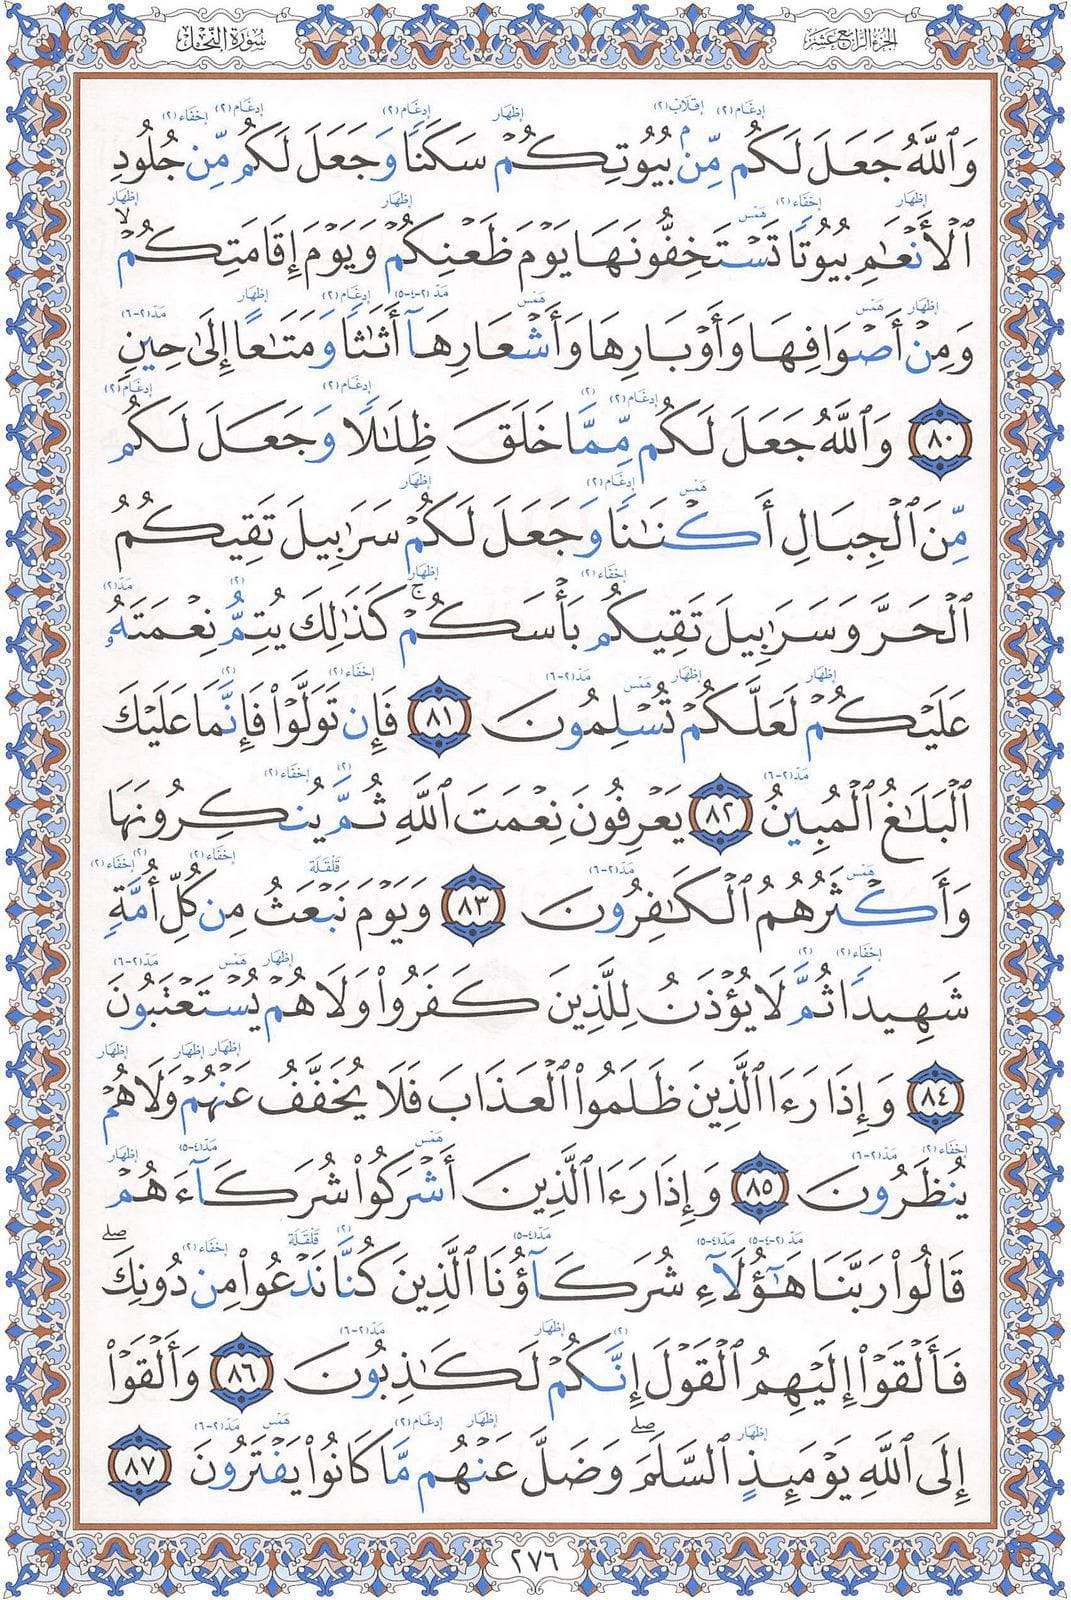 الجزء الرابع عشر
سورة النحل
وَٱللَّهُ جَعَلَ لَكُم مِّنۢ بُيُوتِكُمْ سَكَنًا وَجَعَلَ لَكُم مِّن جُلُودِ
ٱلْأَنْعَٰمِ بُيُوتًا تَسْتَخِفُّونَهَا يَوْمَ ظَعْنِكُمْ وَيَوْمَ إِقَامَتِكُمْ ۙ
وَمِنْ أَصْوَافِهَا وَأَوْبَارِهَا وَأَشْعَارِهَآ أَثَٰثًا وَمَتَٰعًا إِلَىٰ حِينٍ
٨٠ وَٱللَّهُ جَعَلَ لَكُم مِّمَّا خَلَقَ ظِلَٰلًا وَجَعَلَ لَكُم
مِّنَ ٱلْجِبَالِ أَكْنَٰنًا وَجَعَلَ لَكُمْ سَرَٰبِيلَ تَقِيكُمُ
ٱلْحَرَّ وَسَرَٰبِيلَ تَقِيكُم بَأْسَكُمْ ۚ كَذَٰلِكَ يُتِمُّ نِعْمَتَهُۥ
عَلَيْكُمْ لَعَلَّكُمْ تُسْلِمُونَ ٨١ فَإِن تَوَلَّوْا۟ فَإِنَّمَا عَلَيْكَ
ٱلْبَلَٰغُ ٱلْمُبِينُ ٨٢ يَعْرِفُونَ نِعْمَتَ ٱللَّهِ ثُمَّ يُنكِرُونَهَا
وَأَكْثَرُهُمُ ٱلْكَٰفِرُونَ ٨٣ وَيَوْمَ نَبْعَثُ مِن كُلِّ أُمَّةٍ
شَهِيدًا ثُمَّ لَا يُؤْذَنُ لِلَّذِينَ كَفَرُوا۟ وَلَا هُمْ يُسْتَعْتَبُونَ
٨٤ وَإِذَا رَءَا ٱلَّذِينَ ظَلَمُوا۟ ٱلْعَذَابَ فَلَا يُخَفَّفُ عَنْهُمْ وَلَا هُمْ
يُنظَرُونَ ٨٥ وَإِذَا رَءَا ٱلَّذِينَ أَشْرَكُوا۟ شُرَكَآءَهُمْ
قَالُوا۟ رَبَّنَا هَٰٓؤُلَآءِ شُرَكَآؤُنَا ٱلَّذِينَ كُنَّا نَدْعُوا۟ مِن دُونِكَ ۖ
فَأَلْقَوْا۟ إِلَيْهِمُ ٱلْقَوْلَ إِنَّكُمْ لَكَٰذِبُونَ ٨٦ وَأَلْقَوْا۟
إِلَى ٱللَّهِ يَوْمَئِذٍ ٱلسَّلَمَ ۖ وَضَلَّ عَنْهُم مَّا كَانُوا۟ يَفْتَرُونَ ٨٧
٢٧٦